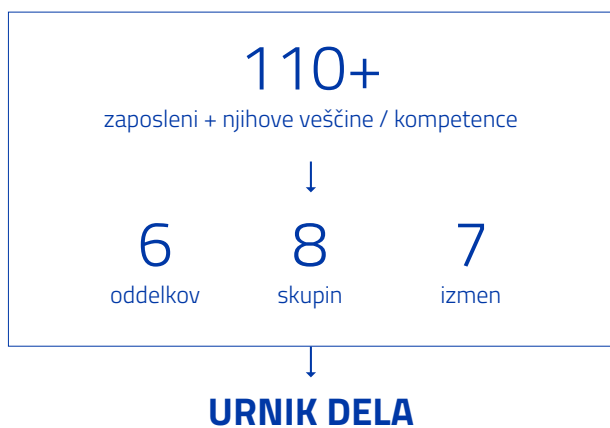 110+
zaposleni + njihove veščine / kompetence
6 8 7
oddelkov skupin izmen
URNIK DELA